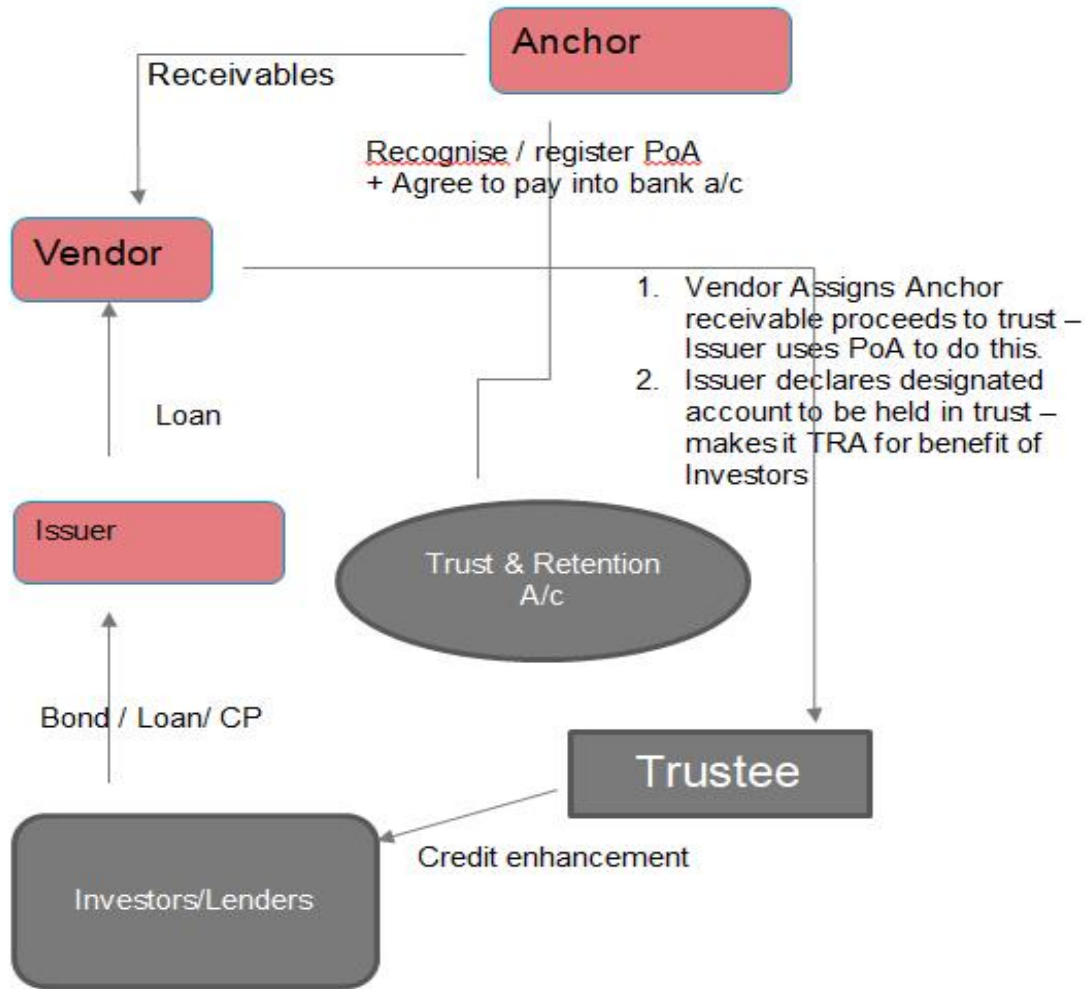 Anchor
Receivables
Recognise / register PoA
+ Agree to pay into bank a/c
Vendor
1. Vendor Assigns Anchor
receivable proceeds to trust –
Issuer uses PoA to do this.
2. Issuer declares designated
account to be held in trust –
makes it TRA for benefit of
Investors
Loan
Issuer
Trust & Retention
A/c
Bond / Loan/ CP
Trustee
Credit enhancement
Investors/Lenders